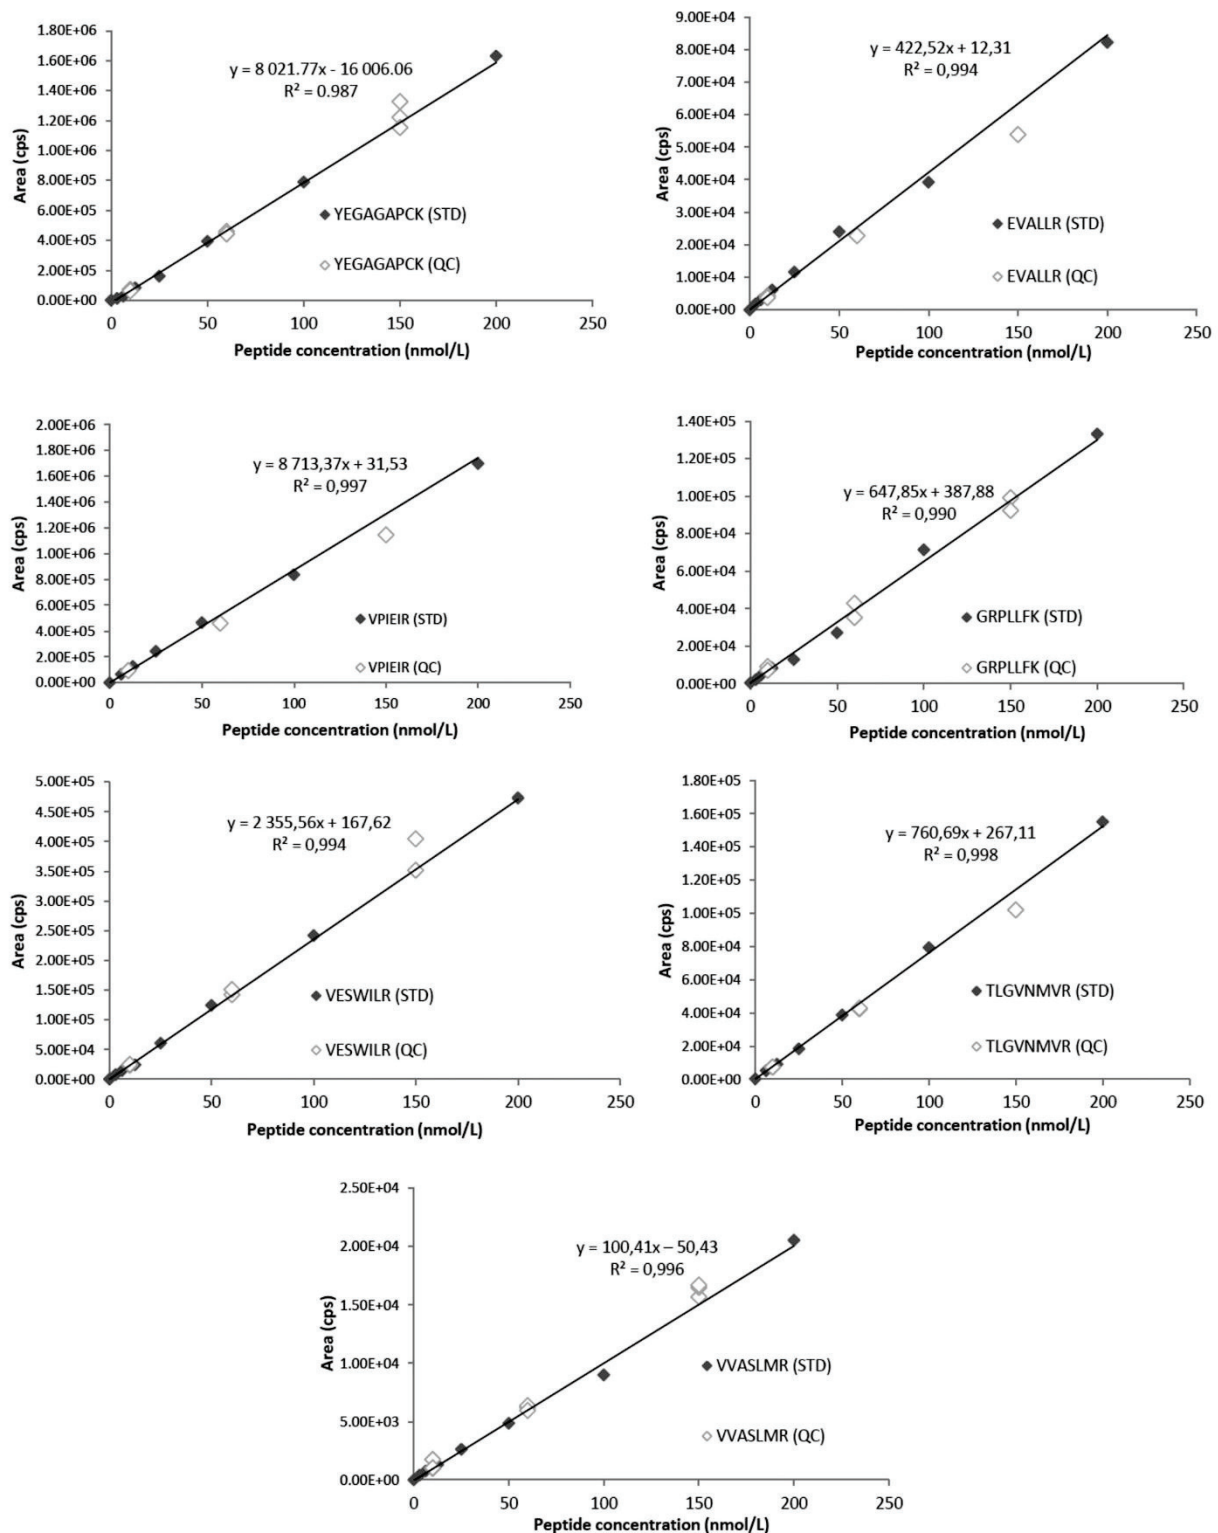 1.80E+06
1.60E+06
1.40E+06
1.20E+06
1.00E+06
8.00E+05
6.00E+05
4.00E+05
2.00E+05
0.00E+00
Area (cps)
y = 8 021.77x - 16 006.06
R² = 0.987
YEGAGAPCK (STD)
YEGAGAPCK (QC)
0 50 100 150 200 250
Peptide concentration (nmol/L)
9.00E+04
8.00E+04
7.00E+04
6.00E+04
5.00E+04
4.00E+04
3.00E+04
2.00E+04
1.00E+04
0.00E+00
Area (cps)
y = 422,52x + 12,31
R² = 0,994
EVALLR (STD)
EVALLR (QC)
0 50 100 150 200 250
Peptide concentration (nmol/L)
2.00E+06
1.80E+06
1.60E+06
1.40E+06
1.20E+06
1.00E+06
8.00E+05
6.00E+05
4.00E+05
2.00E+05
0.00E+00
Area (cps)
y = 8 713,37x + 31,53
R² = 0,997
VPIEIR (STD)
VPIEIR (QC)
0 50 100 150 200 250
Peptide concentration (nmol/L)
1.40E+05
1.20E+05
1.00E+05
8.00E+04
6.00E+04
4.00E+04
2.00E+04
0.00E+00
Area (cps)
y = 647,85x + 387,88
R² = 0,990
GRPLLFK (STD)
GRPLLFK (QC)
0 50 100 150 200 250
Peptide concentration (nmol/L)
5.00E+05
4.50E+05
4.00E+05
3.50E+05
3.00E+05
2.50E+05
2.00E+05
1.50E+05
1.00E+05
5.00E+04
0.00E+00
Area (cps)
y = 2 355,56x + 167,62
R² = 0,994
VESWILR (STD)
VESWILR (QC)
0 50 100 150 200 250
Peptide concentration (nmol/L)
1.80E+05
1.60E+05
1.40E+05
1.20E+05
1.00E+05
8.00E+04
6.00E+04
4.00E+04
2.00E+04
0.00E+00
Area (cps)
y = 760,69x + 267,11
R² = 0,998
TLGVNMVR (STD)
TLGVNMVR (QC)
0 50 100 150 200 250
Peptide concentration (nmol/L)
2.50E+04
2.00E+04
1.50E+04
1.00E+04
5.00E+03
0.00E+00
Area (cps)
y = 100,41x – 50,43
R² = 0,996
VVASLMR (STD)
VVASLMR (QC)
0 50 100 150 200 250
Peptide concentration (nmol/L)